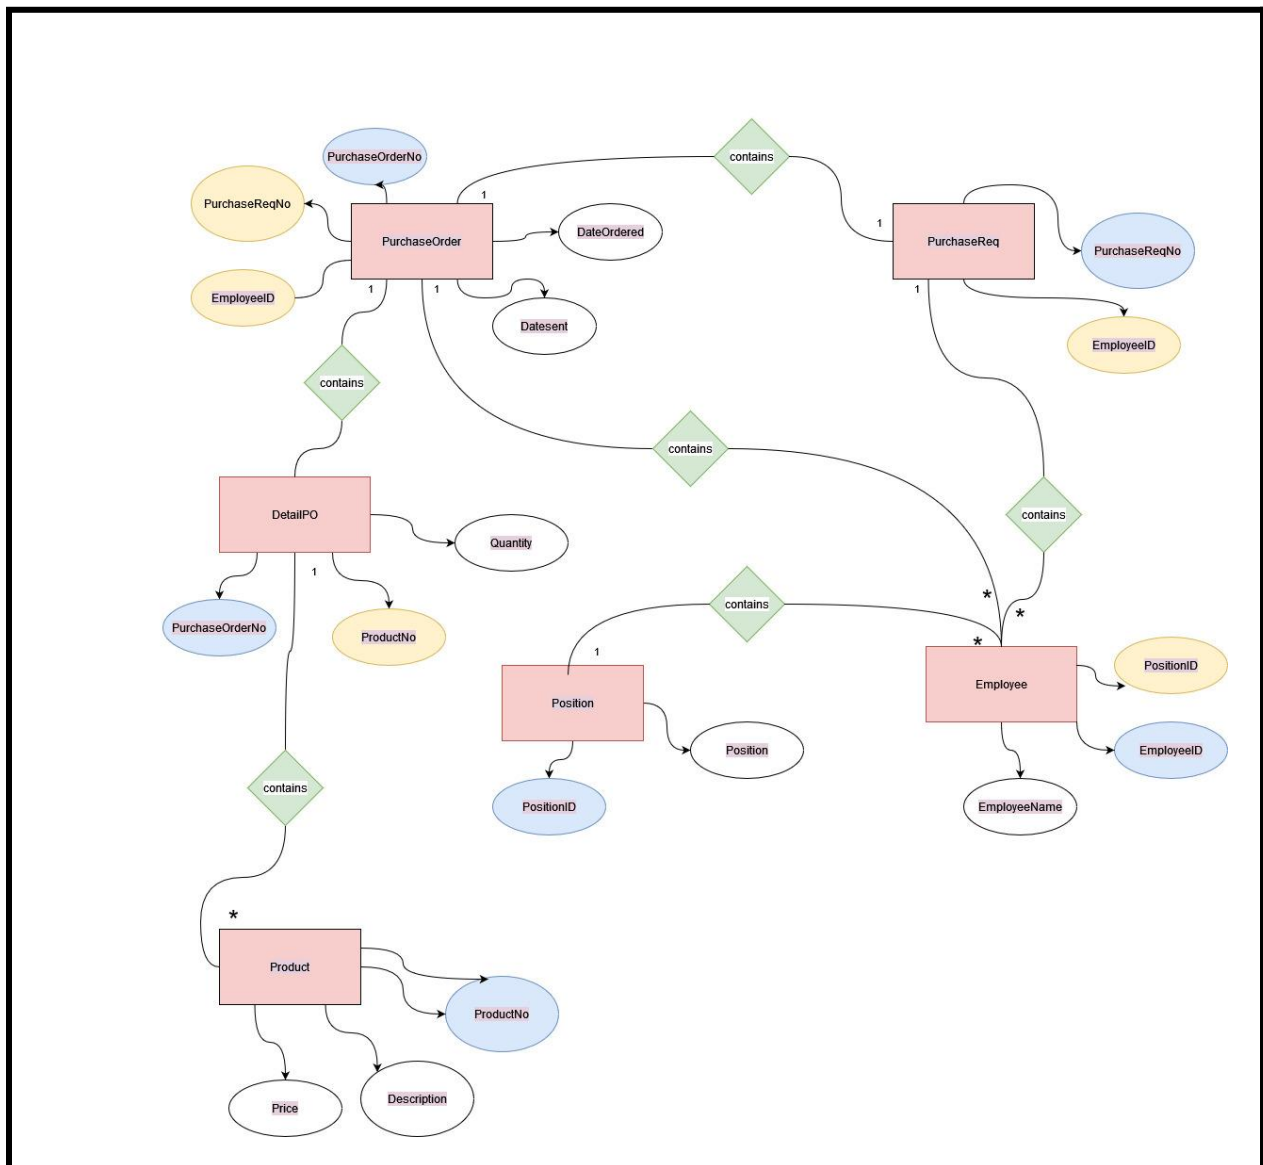 contains
PurchaseOrderNo
PurchaseReqNo
1
DateOrdered
1
PurchaseOrder
PurchaseReq
PurchaseReqNo
EmployeeID
1
1
1
Datesent
EmployeeID
contains
contains
DetailPO
contains
Quantity
1
*
contains
*
PurchaseOrderNo
ProductNo
1
*
PositionID
Employee
Position
Position
EmployeeID
contains
PositionID
EmployeeName
*
Product
ProductNo
Price
Description